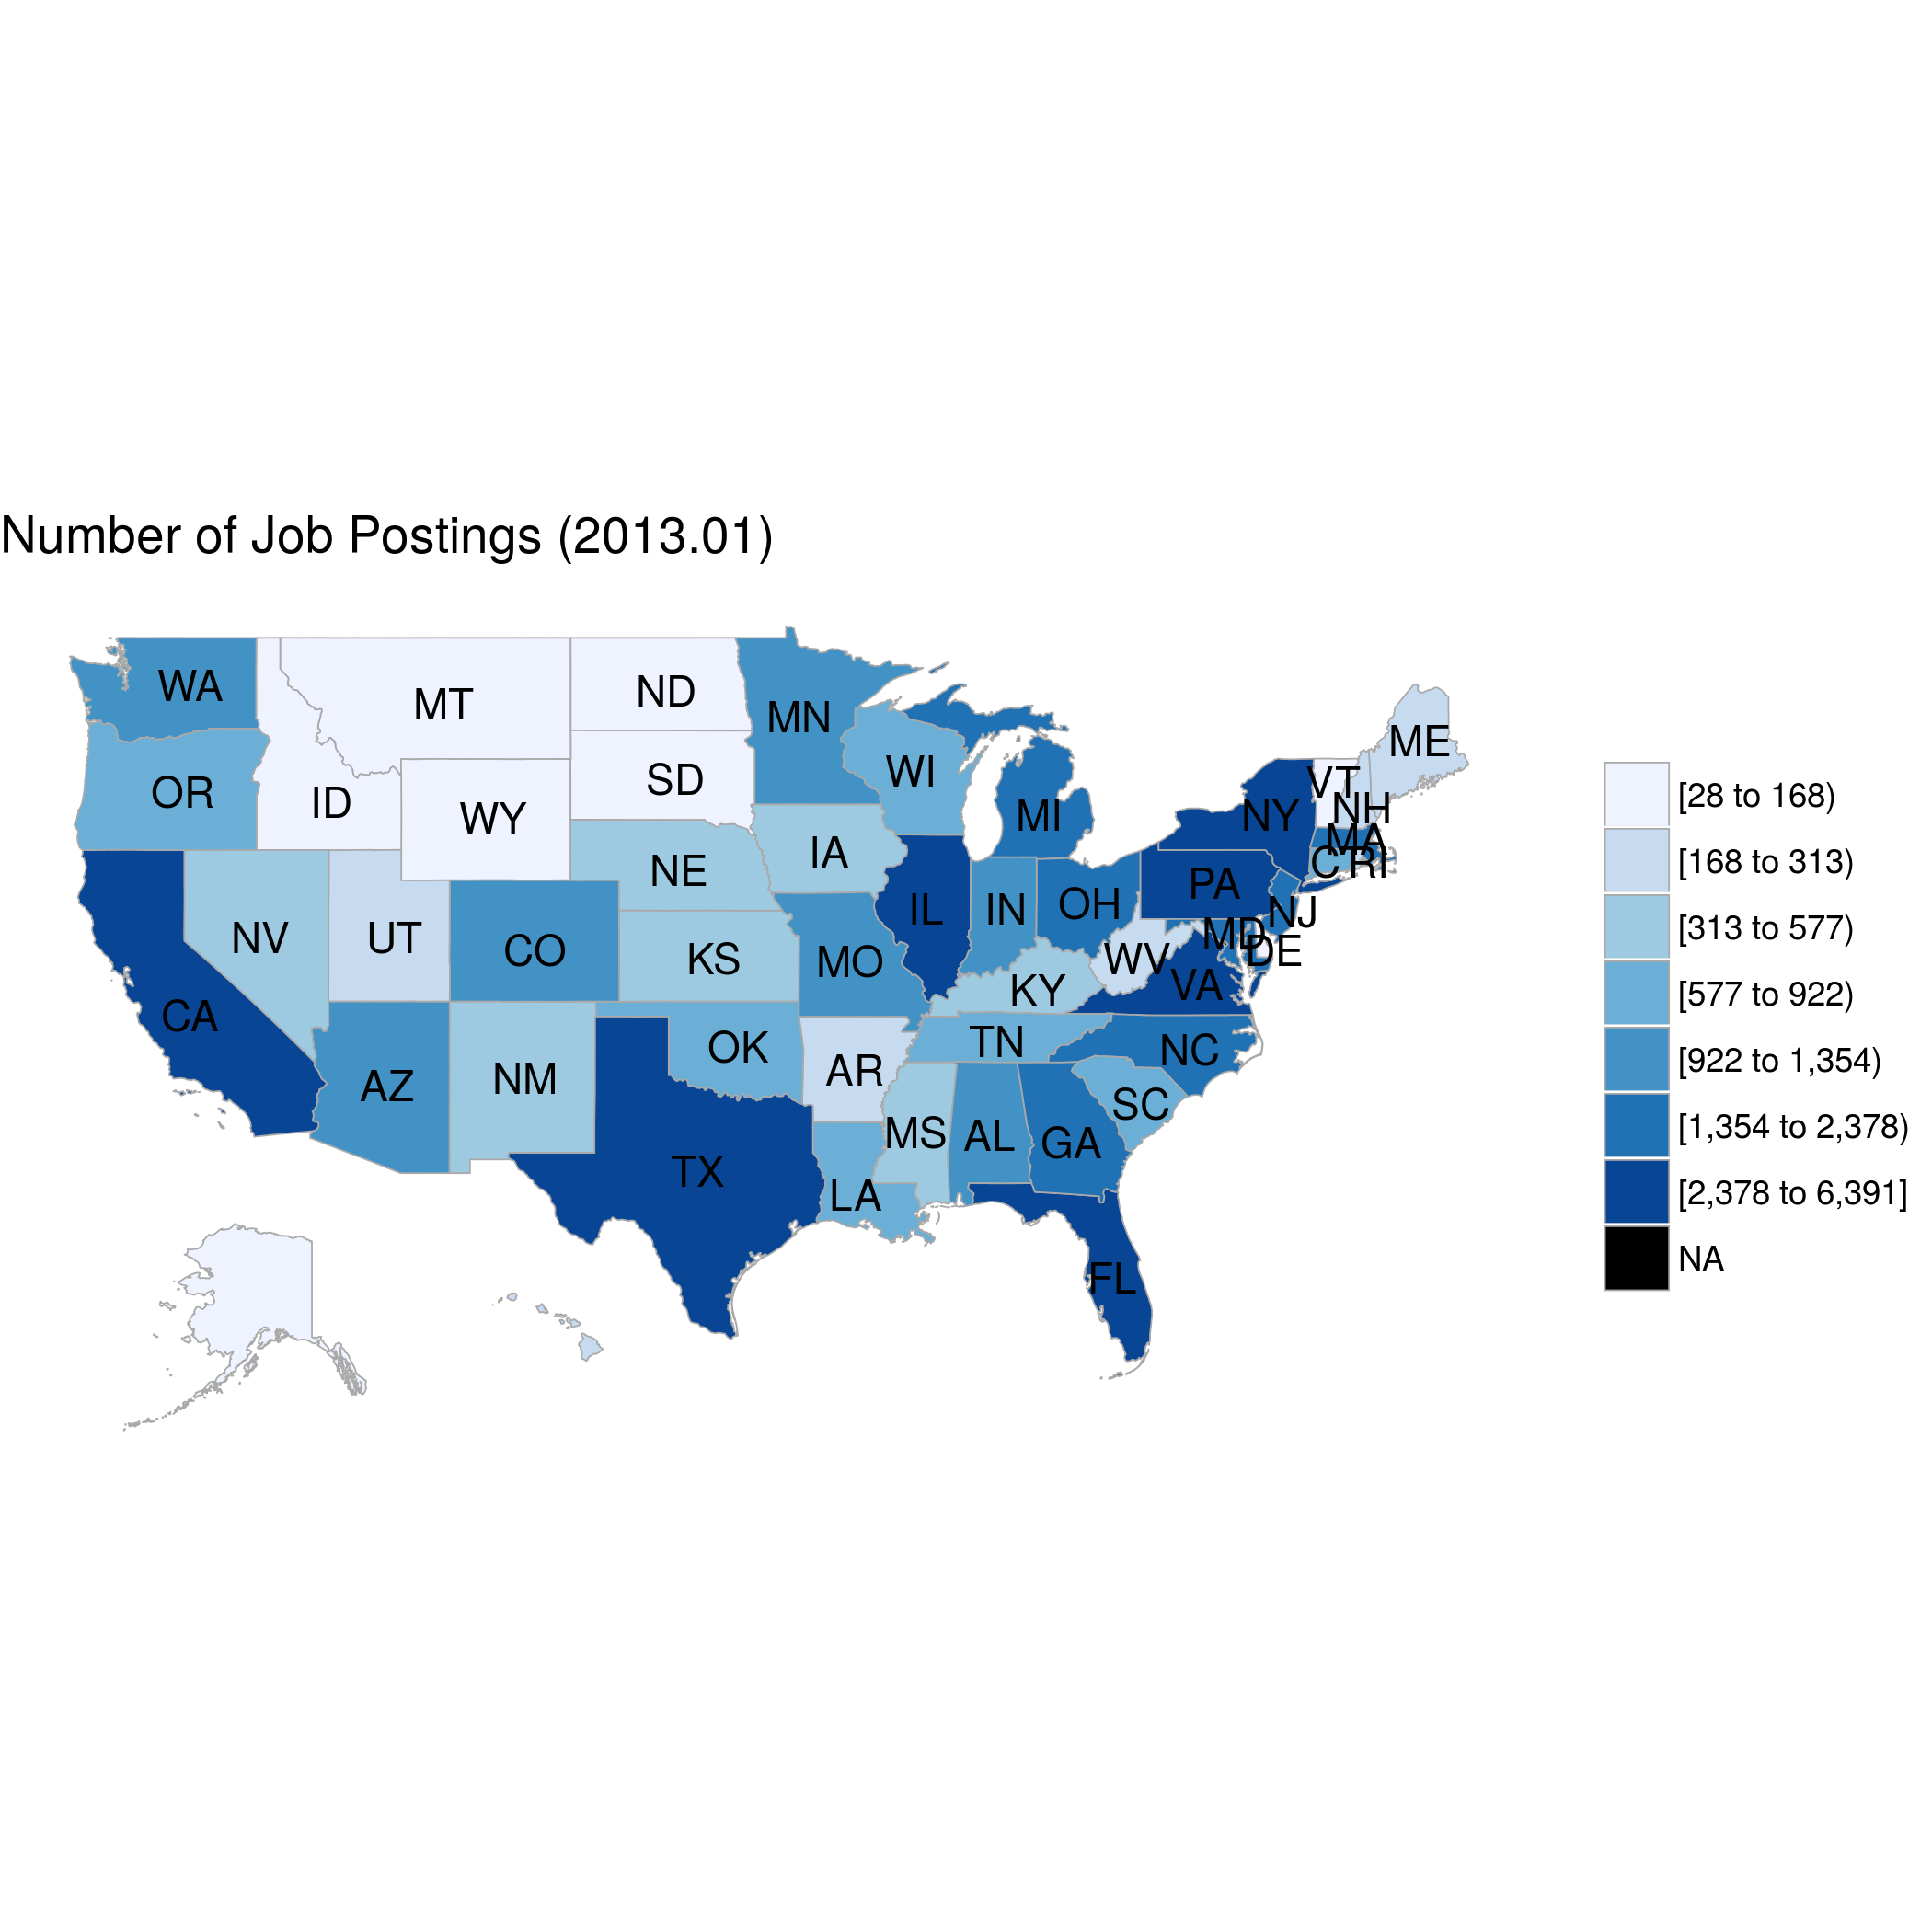 Number of Job Postings (2013.01)
WA
MT
ND
MN
ME
OR
ID
WY
SD
WI
MI
NY
VT
NH
MA
CT
RI
NE
IA
PA
NJ
NV
UT
CO
KS
MO
IL
IN
OH
MD
DE
WV
VA
KY
CA
AZ
NM
OK
AR
TN
NC
SC
MS
AL
GA
TX
LA
FL
[28 to 168)
[168 to 313)
[313 to 577)
[577 to 922)
[922 to 1,354)
[1,354 to 2,378)
[2,378 to 6,391]
NA